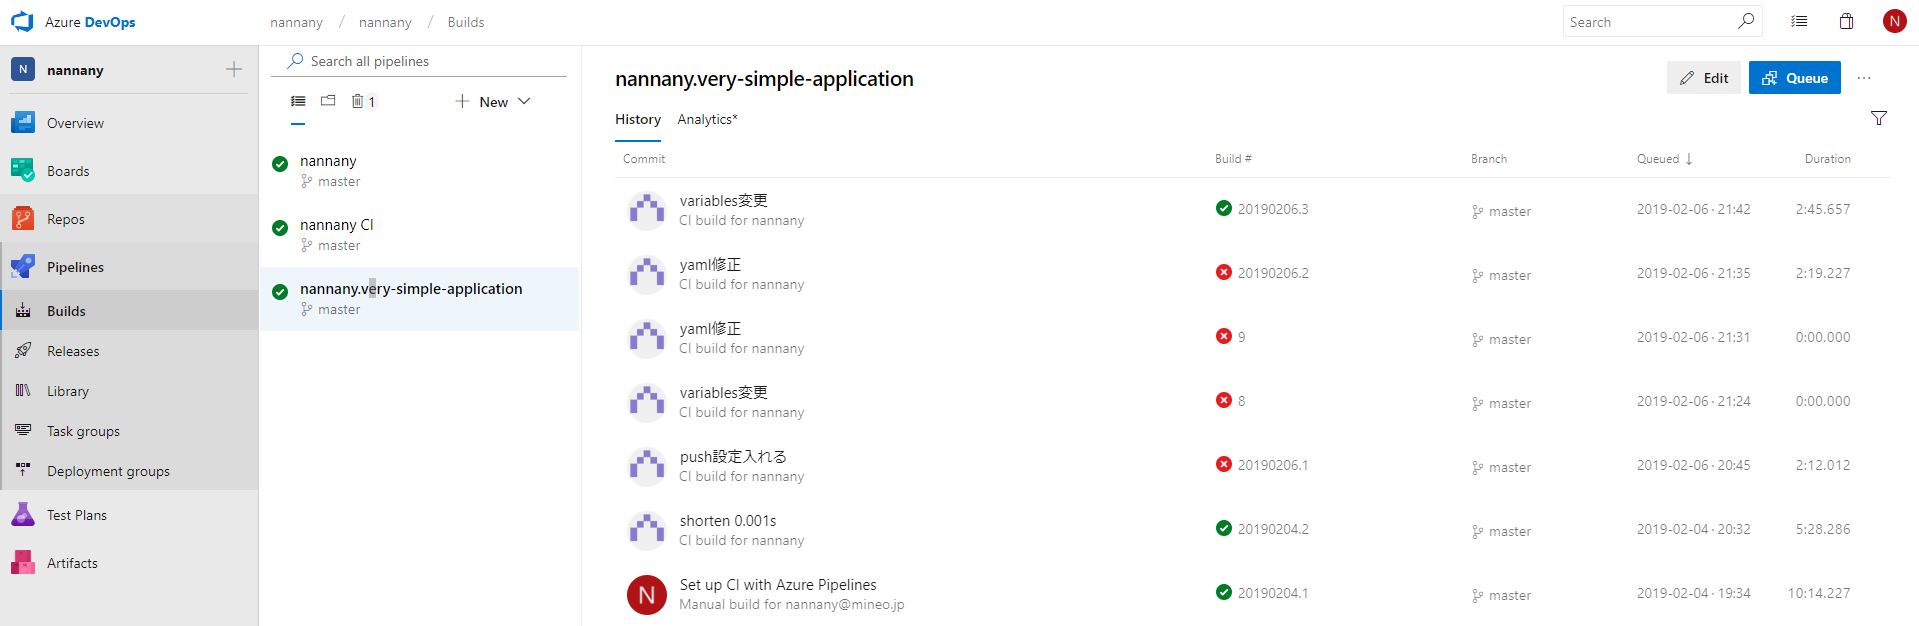 Azure DevOps
nannany / nannany / Builds
Search
N
N nannany
Overview
Boards
Repos
Pipelines
Builds
Releases
Library
Task groups
Deployment groups
Test Plans
Artifacts
Search all pipelines
1
New
nannany
master
nannany CI
master
nannany.very-simple-application
master
nannany.very-simple-application
Edit
Queue
...
History Analytics*
Commit Build # Branch Queued ↓ Duration
variables変更
CI build for nannany
20190206.3 master 2019-02-06 · 21:42 2:45.657
yaml修正
CI build for nannany
20190206.2 master 2019-02-06 · 21:35 2:19.227
yaml修正
CI build for nannany
9 master 2019-02-06 · 21:31 0:00.000
variables変更
CI build for nannany
8 master 2019-02-06 · 21:24 0:00.000
push設定入れる
CI build for nannany
20190206.1 master 2019-02-06 · 20:45 2:12.012
shorten 0.001s
CI build for nannany
20190204.2 master 2019-02-04 · 20:32 5:28.286
N
Set up CI with Azure Pipelines
Manual build for nannany@mineo.jp
20190204.1 master 2019-02-04 · 19:34 10:14.227